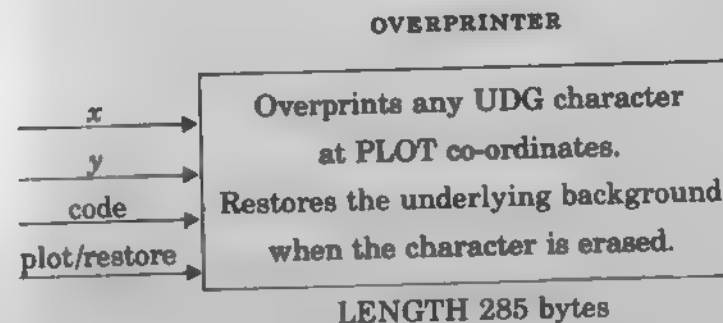 OVERPRINTER
x
y
code
plot/restore
Overprints any UDG character
at PLOT co-ordinates.
Restores the underlying background
when the character is erased.
LENGTH 285 bytes